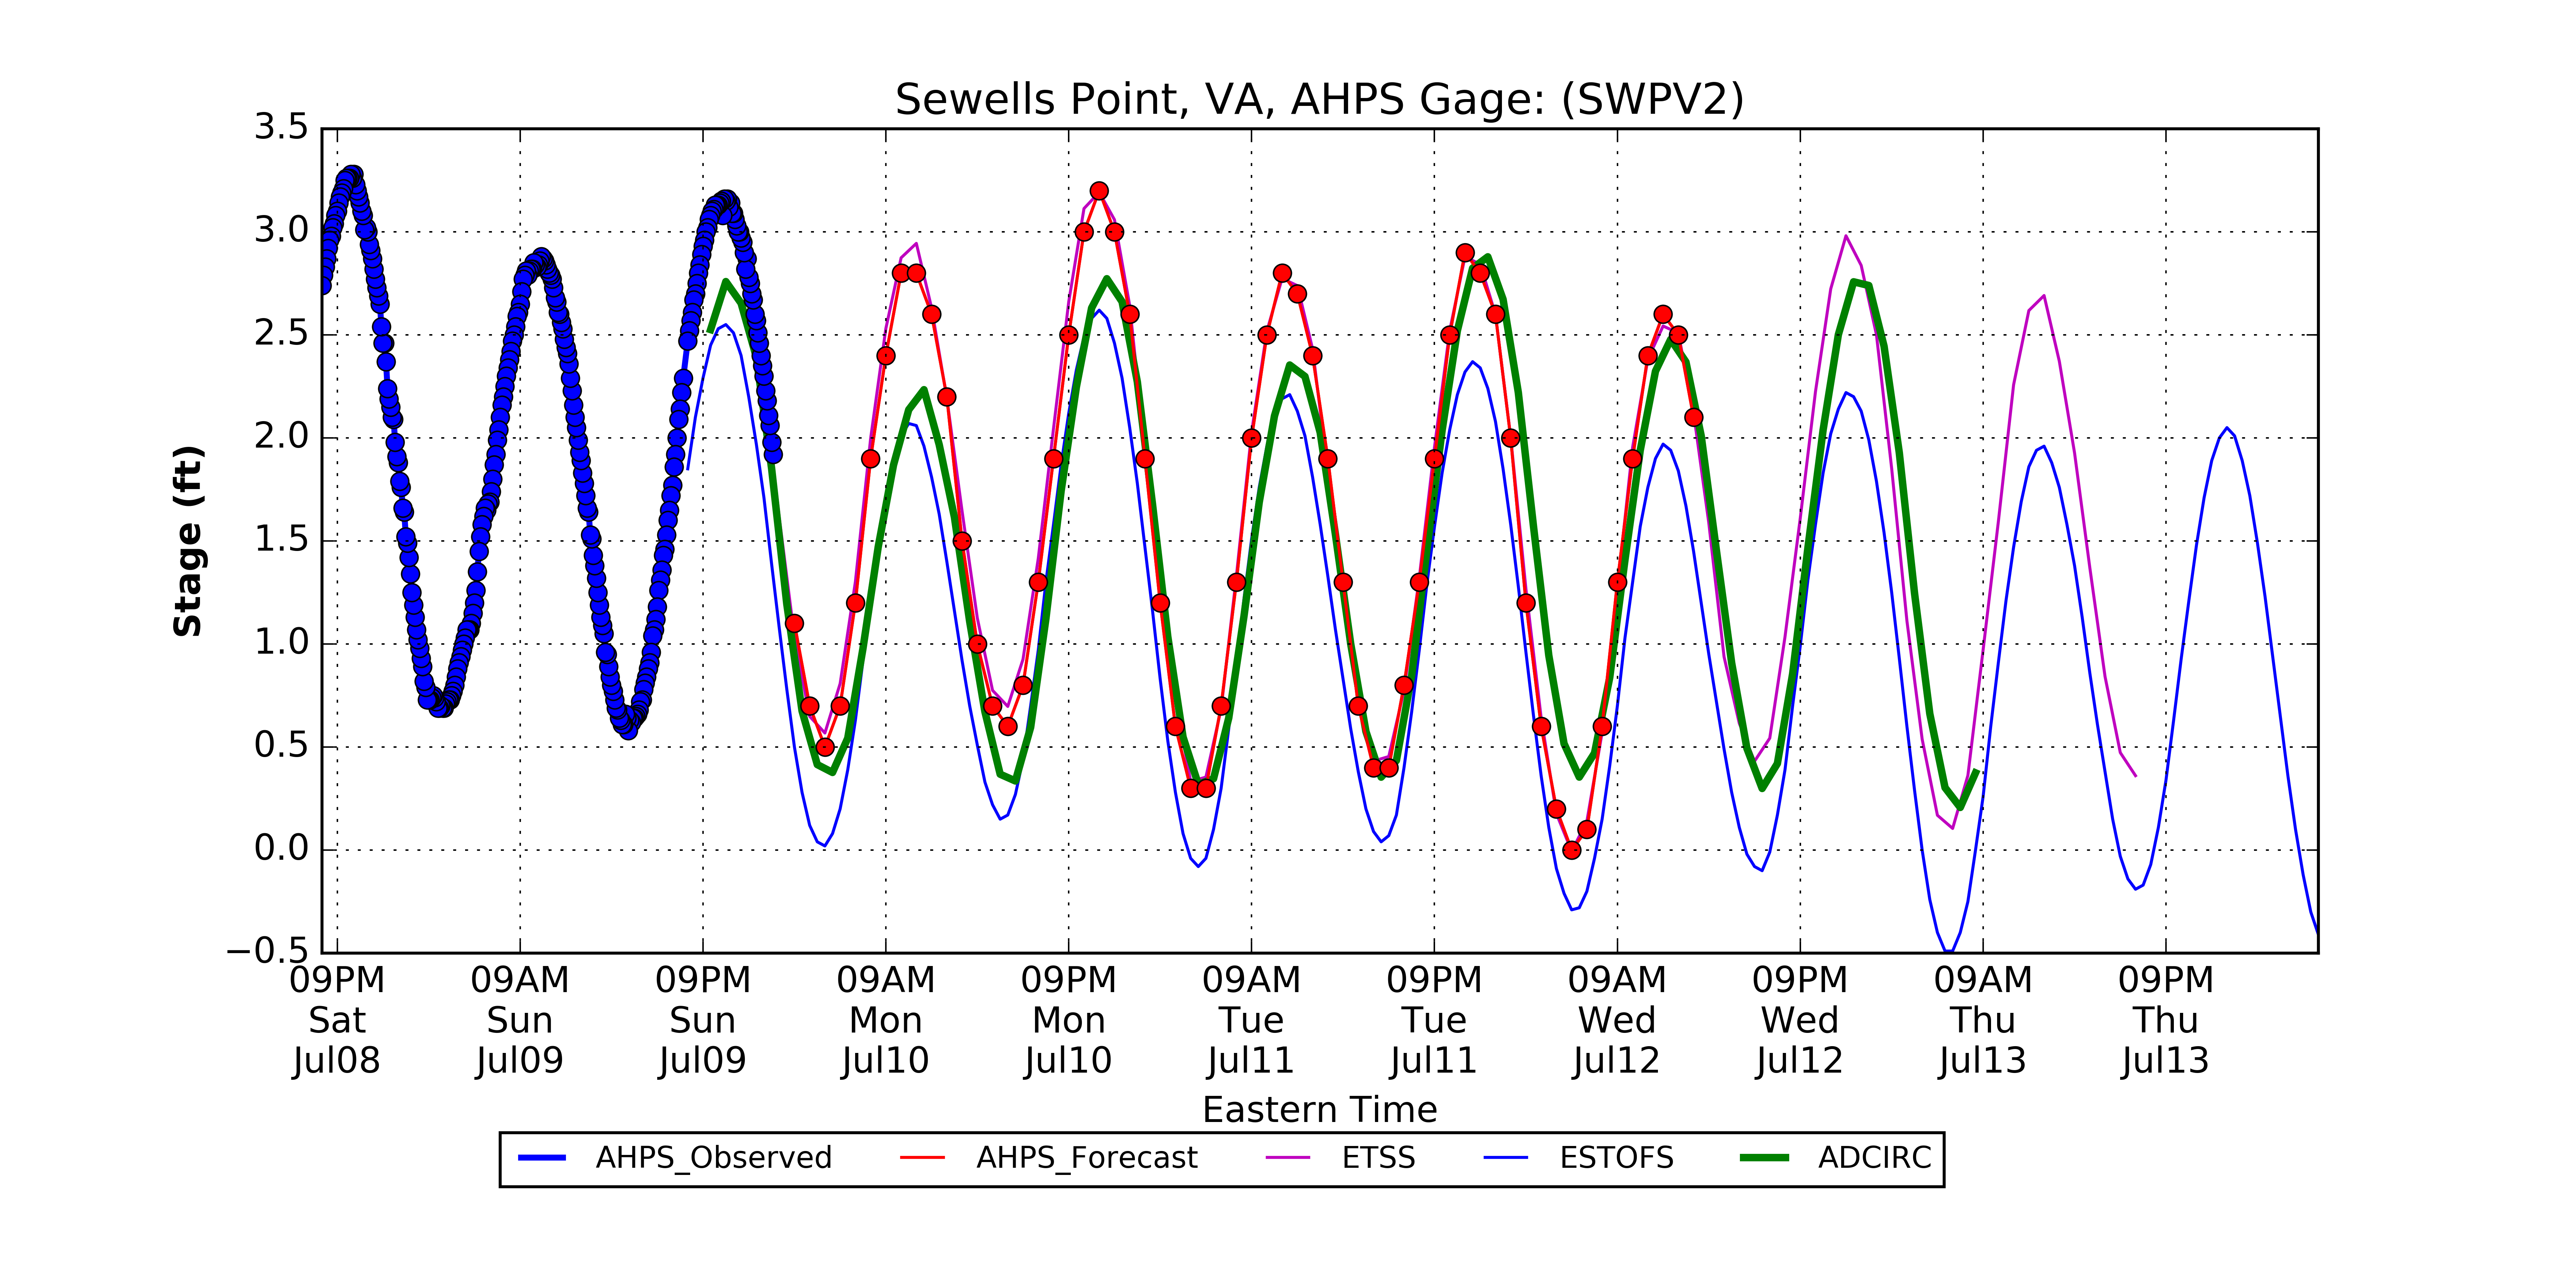 Sewells Point, VA, AHPS Gage: (SWPV2)
3.5
3.0
2.5
2.0
1.5
1.0
0.5
0.0
−0.5
Stage (ft)
09PM 09AM 09PM 09AM 09PM 09AM 09PM 09AM 09PM 09AM 09PM
Sat Sun Sun Mon Mon Tue Tue Wed Wed Thu Thu
Jul08 Jul09 Jul09 Jul10 Jul10 Jul11 Jul11 Jul12 Jul12 Jul13 Jul13
Eastern Time
AHPS_Observed AHPS_Forecast ETSS ESTOFS ADCIRC